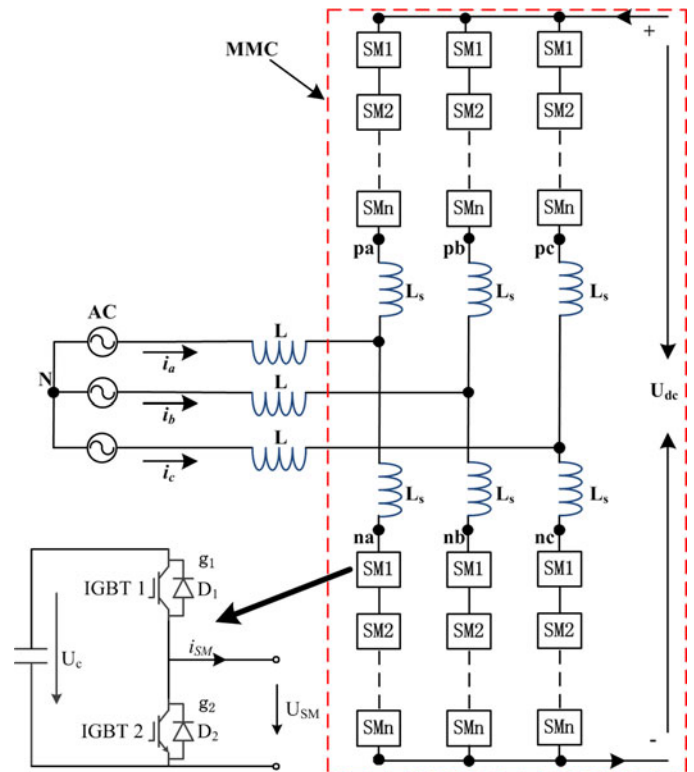 MMC
+
SM1 SM1 SM1
SM2 SM2 SM2
SMn SMn SMn
pa pb pc
Ls Ls Ls
AC
L
ia
N
L
ib
Udc
L
ic
Ls Ls Ls
na nb nc
SM1 SM1 SM1
SM2 SM2 SM2
SMn SMn SMn
-
g1
IGBT 1
D1
iSM
Uc
g2
USM
IGBT 2
D2